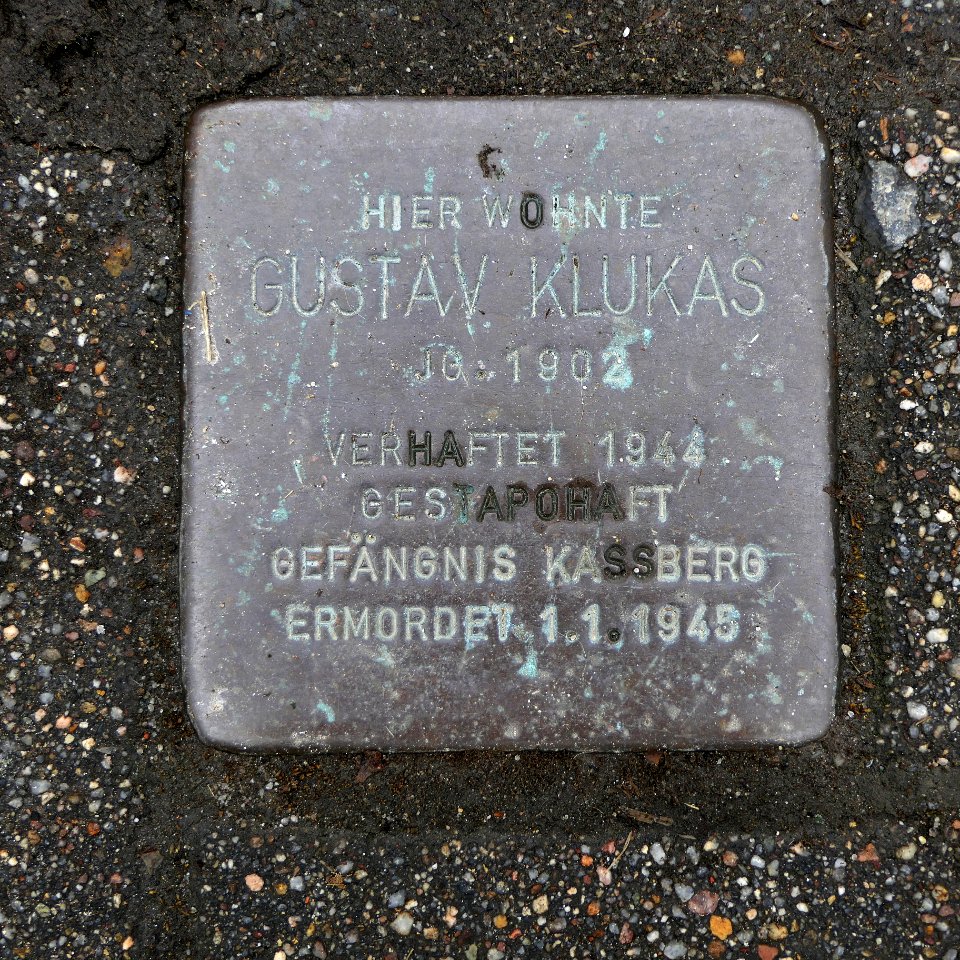 HIER WOHNTE
GUSTAV KLUKAS
JG. 1902
VERHAFTET 1944
GESTAPOHAFT
GEFÄNGNIS KASSBERG
ERMORDET 1.1.1945